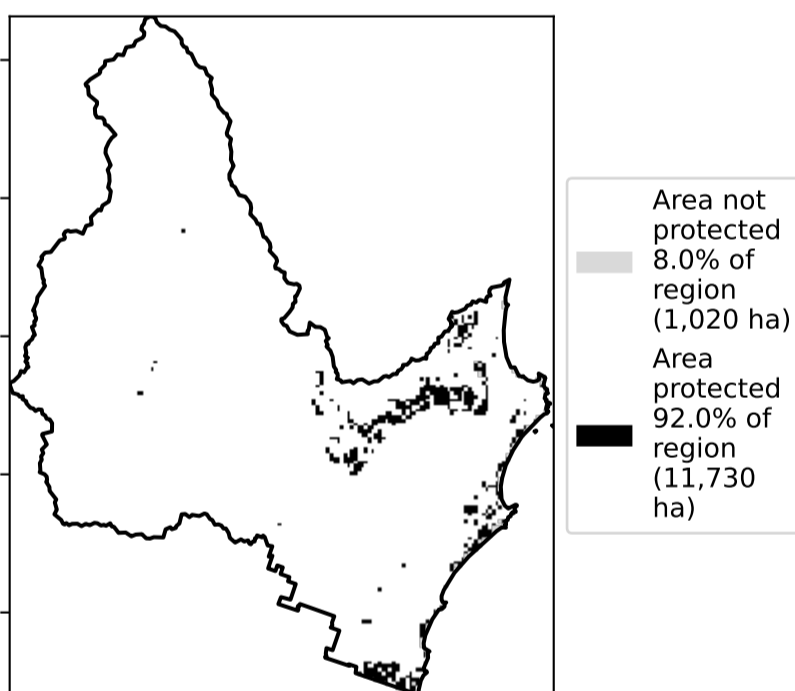 Area not
protected
8.0% of
region
(1,020 ha)
Area
protected
92.0% of
region
(11,730
ha)